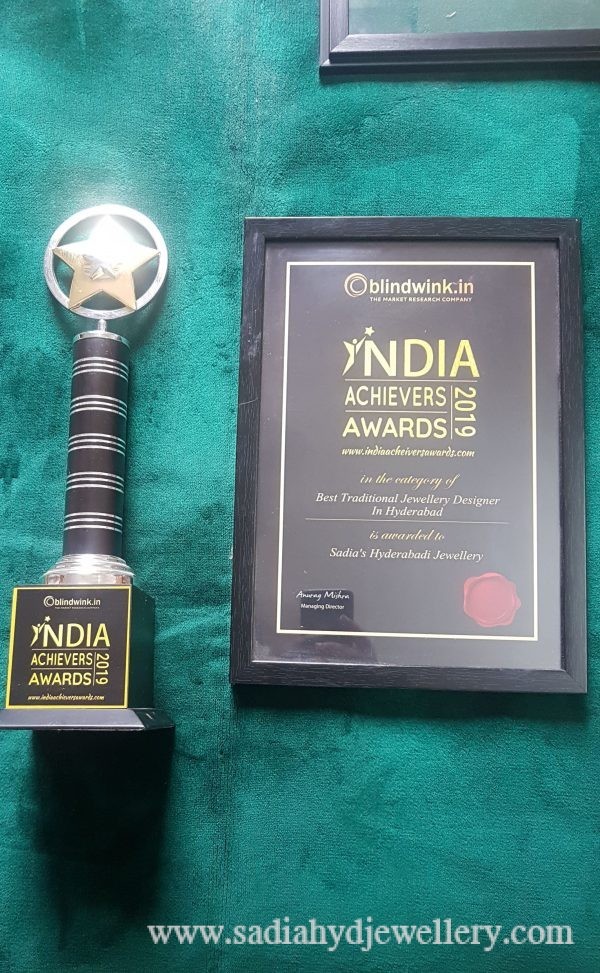 blindwink.in
THE MARKET RESEARCH COMPANY
INDIA
ACHIEVERS
AWARDS
2019
www.indiaacheiversawards.com
in the category of
Best Traditional Jewellery Designer
In Hyderabad
is awarded to
Sadia's Hyderabadi Jewellery
Anurag Mishra
Managing Director
blindwink.in
THE MARKET RESEARCH COMPANY
INDIA
ACHIEVERS
AWARDS
2019
www.indiaachieversawards.com
www.sadiahydjewellery.com